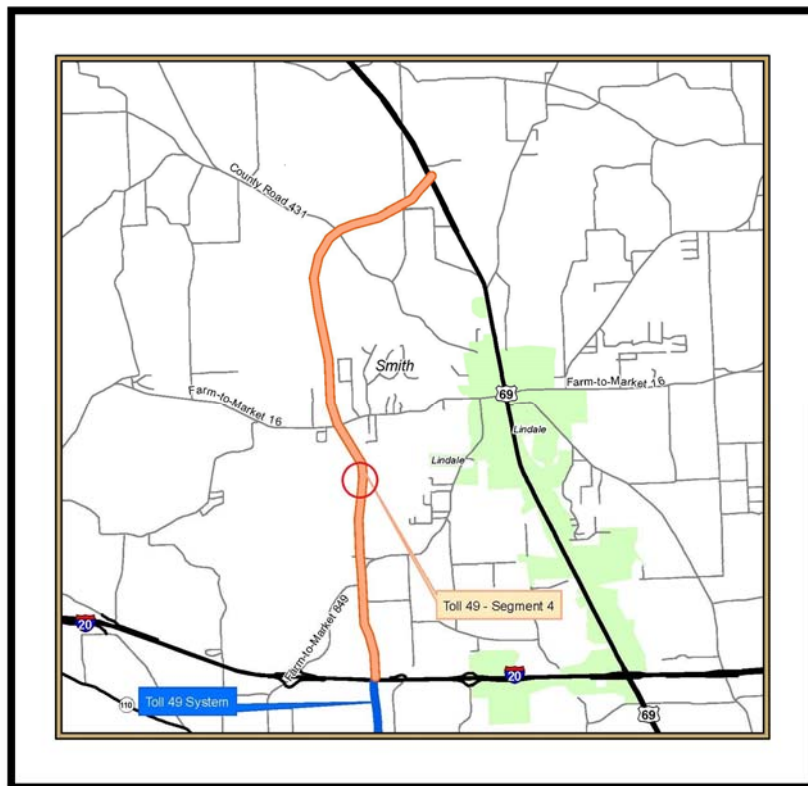 County Road 431
Smith
Farm-to-Market 16
69
Farm-to-Market 16
Lindale
Lindale
Toll 49 - Segment 4
Farm-to-Market 849
20
20
110
Toll 49 System
69